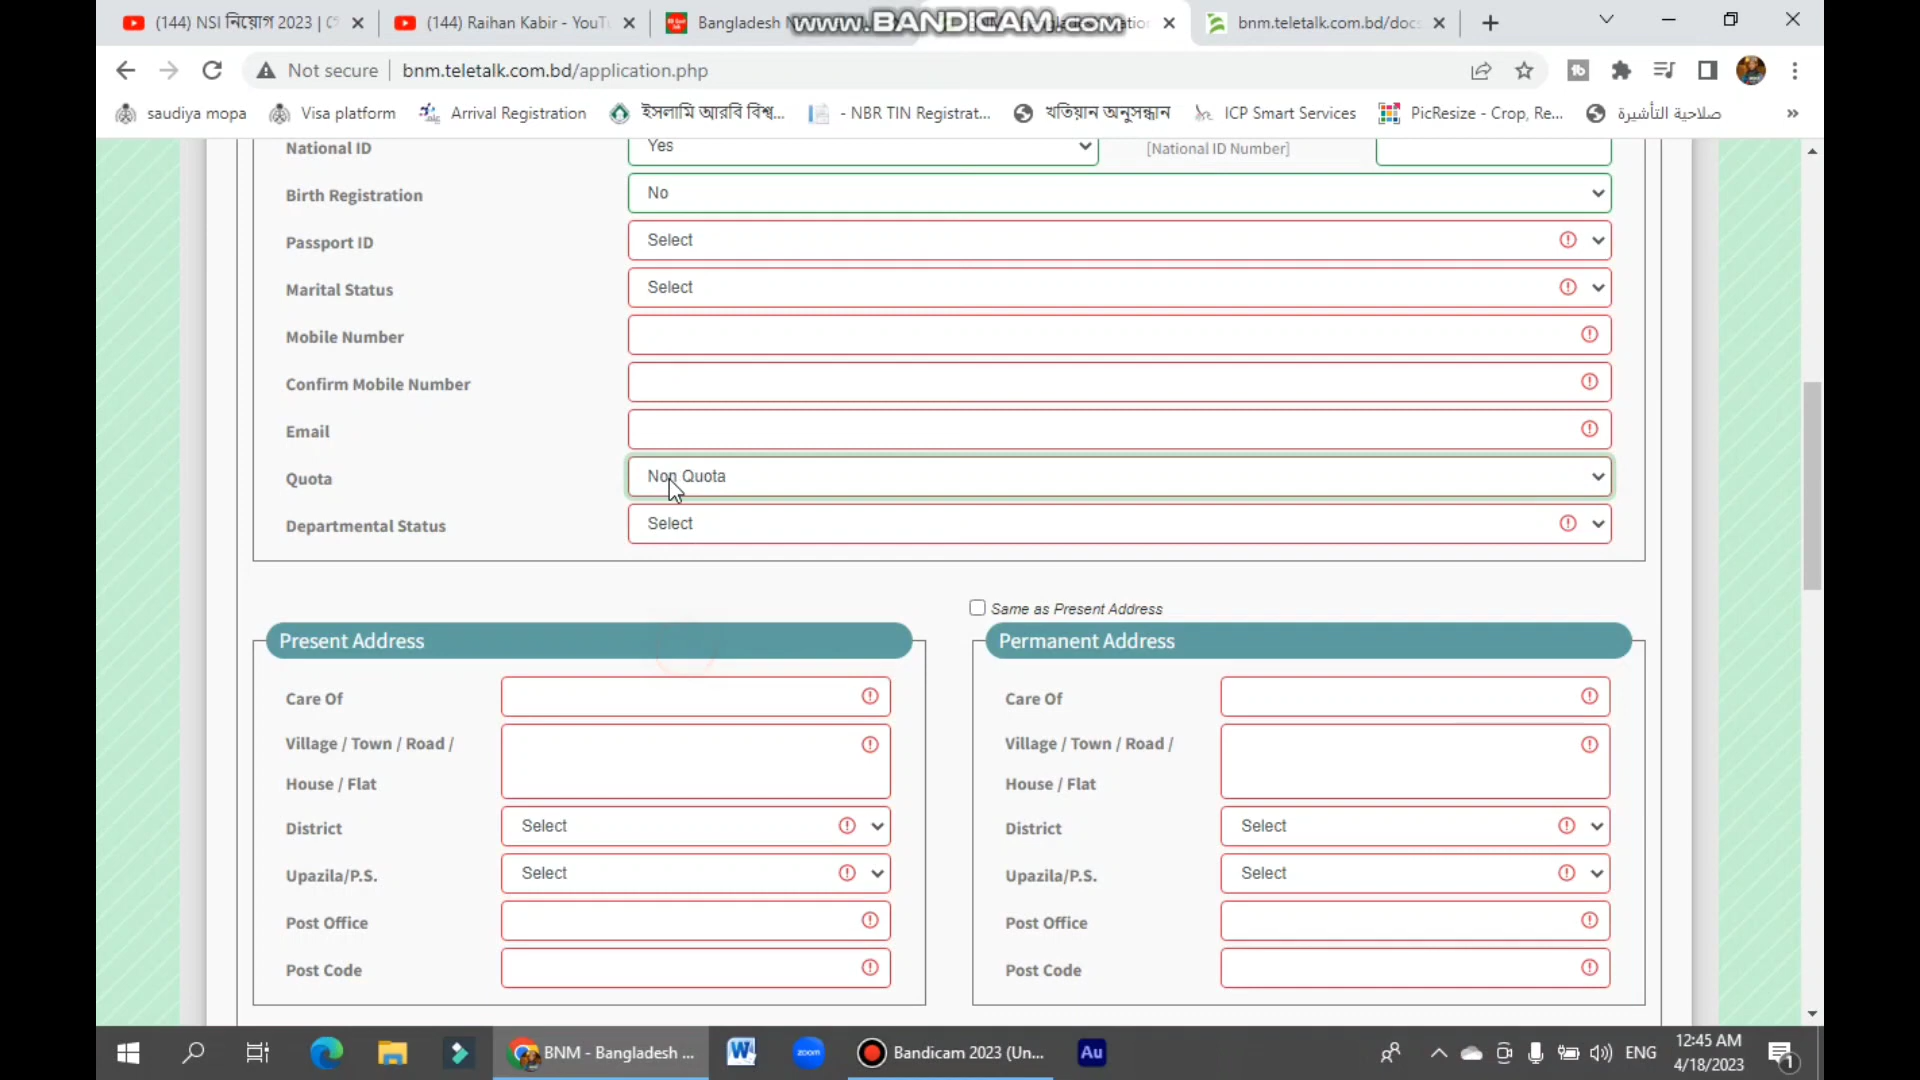 (144) NSI নিয়োগ 2023 | (
(144) Raihan Kabir - YouT
Bangladesh
www.BANDICAM.com
bnm.teletalk.com.bd/docs
Not secure
bnm.teletalk.com.bd/application.php
saudiya mopa
Visa platform
Arrival Registration
ইসলামি আরবি বিশ্ব...
- NBR TIN Registrat...
খতিয়ান অনুসন্ধান
ICP Smart Services
PicResize - Crop, Re...
صلاحية التأشيرة
»
National ID
Yes
[National ID Number]
Birth Registration
No
Passport ID
Select
Marital Status
Select
Mobile Number
Confirm Mobile Number
Email
Quota
Non Quota
Departmental Status
Select
Same as Present Address
Present Address
Permanent Address
Care Of
Care Of
Village / Town / Road /
House / Flat
Village / Town / Road /
House / Flat
District
Select
District
Select
Upazila/P.S.
Select
Upazila/P.S.
Select
Post Office
Post Office
Post Code
Post Code
BNM - Bangladesh ...
zoom
Bandicam 2023 (Un...
Au
ENG
12:45 AM
4/18/2023
1